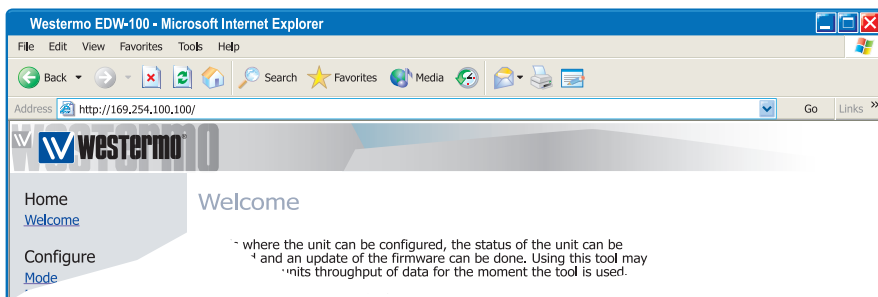 Westermo EDW-100 - Microsoft Internet Explorer
File Edit View Favorites Tools Help
Back Search Favorites Media
Address http://169.254.100.100/ Go Links »
westermo
Home
Welcome
Configure
Mode
Welcome
where the unit can be configured, the status of the unit can be
and an update of the firmware can be done. Using this tool may
units throughput of data for the moment the tool is used.